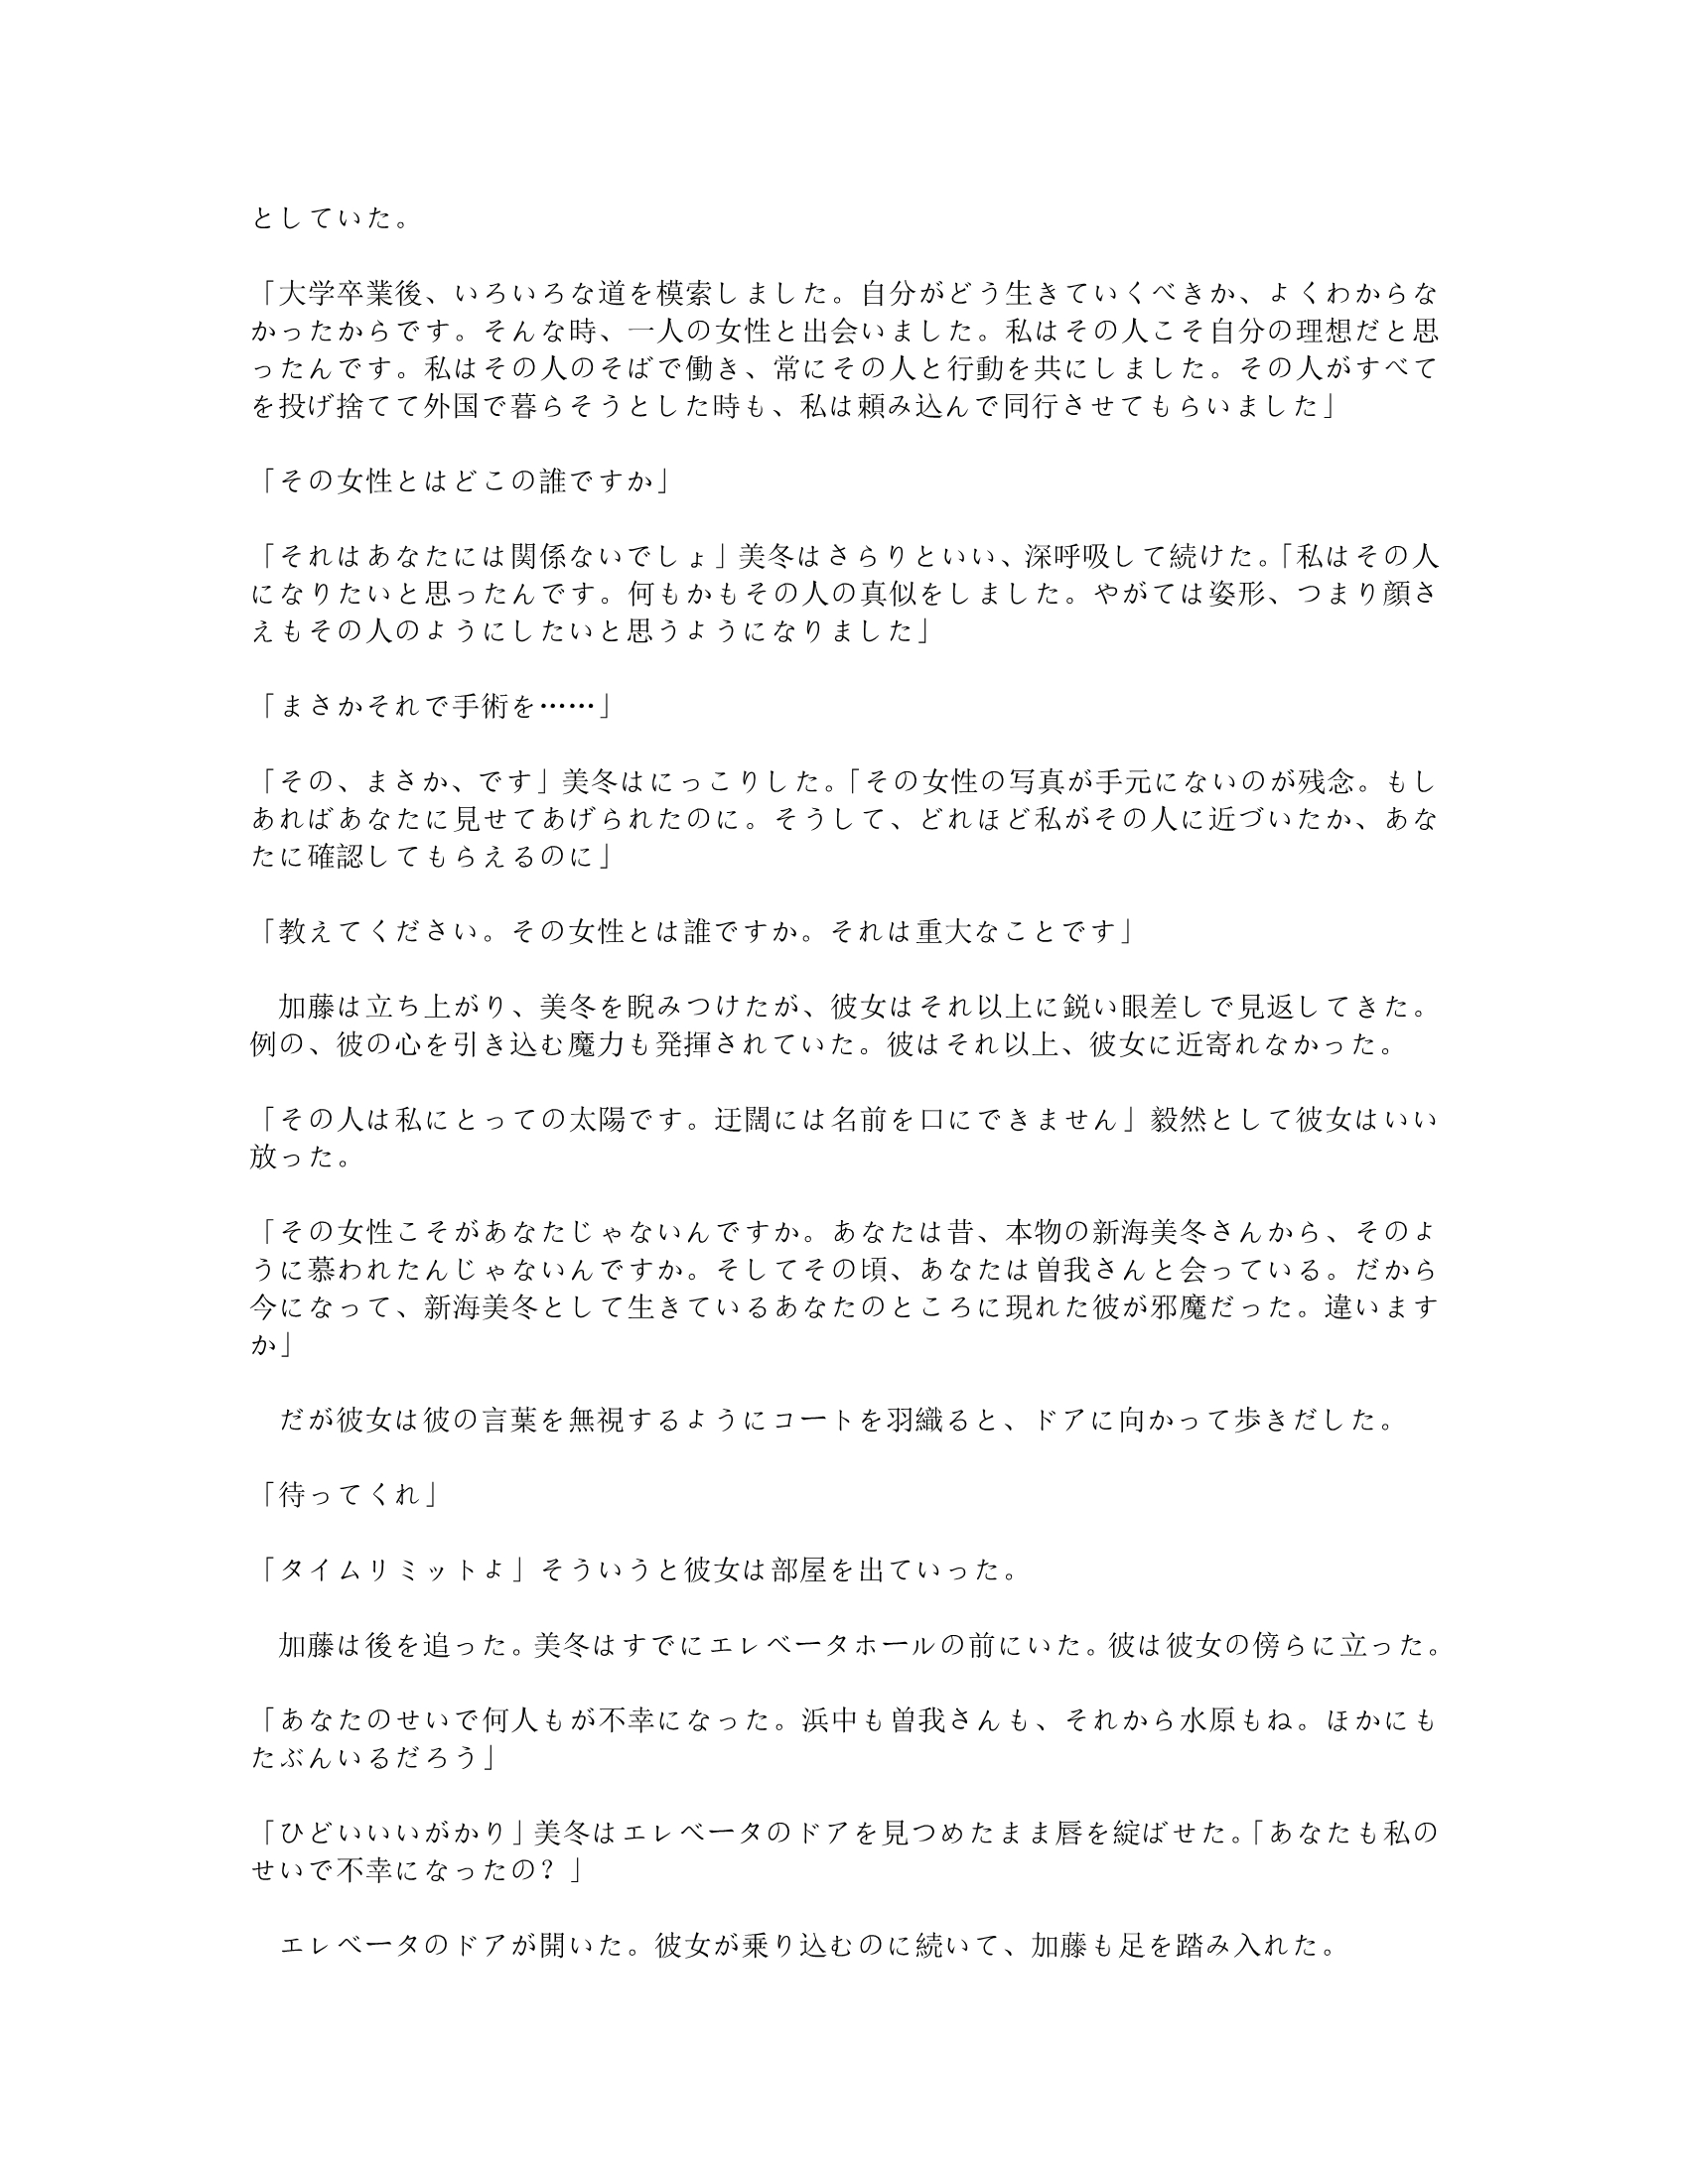 としていた。
「大学卒業後、いろいろな道を模索しました。自分がどう生きていくべきか、よくわからな
かったからです。そんな時、一人の女性と出会いました。私はその人こそ自分の理想だと思
ったんです。私はその人のそばで働き、常にその人と行動を共にしました。その人がすべて
を投げ捨てて外国で暮らそうとした時も、私は頼み込んで同行させてもらいました」
「その女性とはどこの誰ですか」
「それはあなたには関係ないでしょ」美冬はさらりといい、深呼吸して続けた。「私はその人
になりたいと思ったんです。何もかもその人の真似をしました。やがては姿形、つまり顔さ
えもその人のようにしたいと思うようになりました」
「まさかそれで手術を……」
「その、まさか、です」美冬はにっこりした。「その女性の写真が手元にないのが残念。もし
あればあなたに見せてあげられたのに。そうして、どれほど私がその人に近づいたか、あな
たに確認してもらえるのに」
「教えてください。その女性とは誰ですか。それは重大なことです」
　加藤は立ち上がり、美冬を睨みつけたが、彼女はそれ以上に鋭い眼差しで見返してきた。
例の、彼の心を引き込む魔力も発揮されていた。彼はそれ以上、彼女に近寄れなかった。
「その人は私にとっての太陽です。迂闊には名前を口にできません」毅然として彼女はいい
放った。
「その女性こそがあなたじゃないんですか。あなたは昔、本物の新海美冬さんから、そのよ
うに慕われたんじゃないんですか。そしてその頃、あなたは曽我さんと会っている。だから
今になって、新海美冬として生きているあなたのところに現れた彼が邪魔だった。違います
か」
　だが彼女は彼の言葉を無視するようにコートを羽織ると、ドアに向かって歩きだした。
「待ってくれ」
「タイムリミットよ」そういうと彼女は部屋を出ていった。
　加藤は後を追った。美冬はすでにエレベータホールの前にいた。彼は彼女の傍らに立った。
「あなたのせいで何人もが不幸になった。浜中も曽我さんも、それから水原もね。ほかにも
たぶんいるだろう」
「ひどいいいがかり」美冬はエレベータのドアを見つめたまま唇を綻ばせた。「あなたも私の
せいで不幸になったの？」
　エレベータのドアが開いた。彼女が乗り込むのに続いて、加藤も足を踏み入れた。